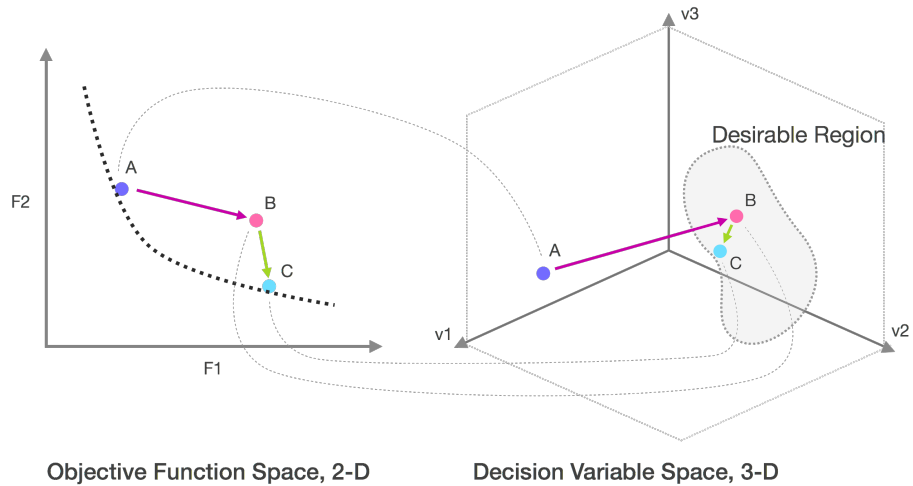 v3
Desirable Region
A
F2
B
B
A
C
C
v1
v2
F1
Objective Function Space, 2-D
Decision Variable Space, 3-D